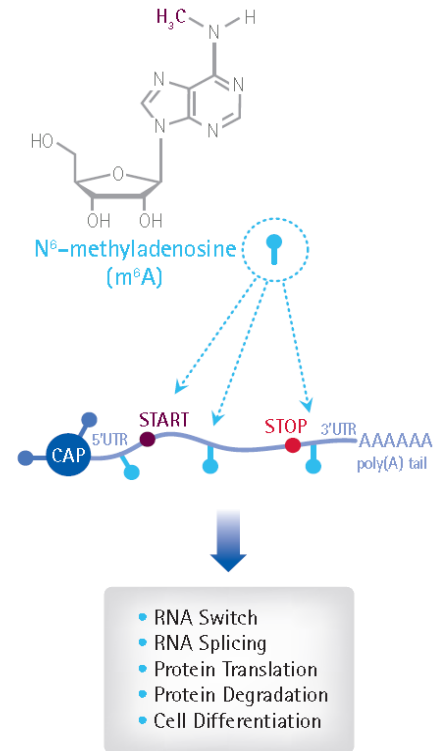 H₃C
N
H
N
N
N
N
HO
O
OH
OH
N⁶-methyladenosine
(m⁶A)
START
STOP
5'UTR
3'UTR
AAAAAA
CAP
poly(A) tail
• RNA Switch
• RNA Splicing
• Protein Translation
• Protein Degradation
• Cell Differentiation